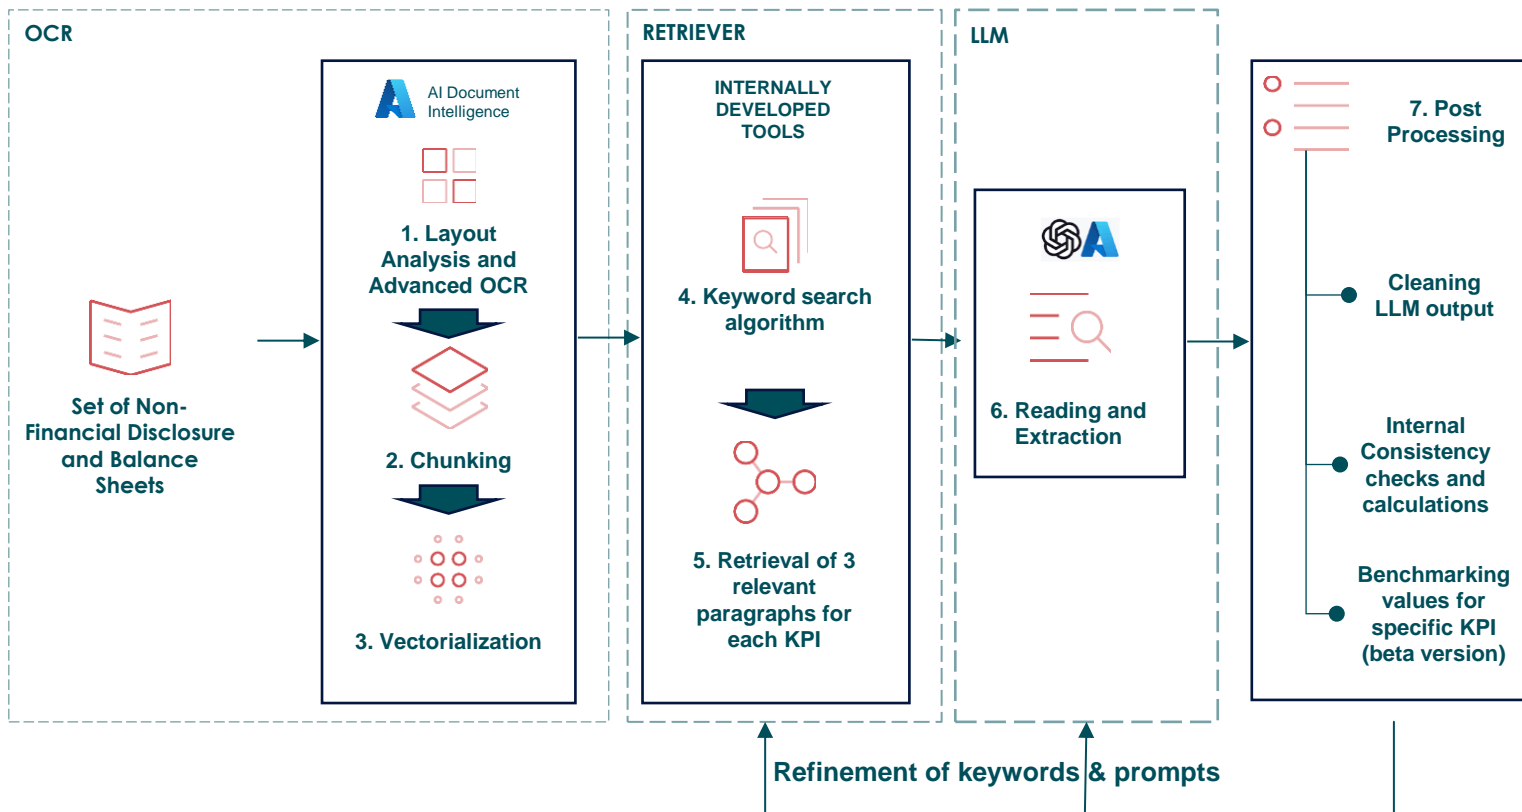 OCR
AI Document
Intelligence
1. Layout
Analysis and
Advanced OCR
2. Chunking
3. Vectorialization
Set of Non-
Financial Disclosure
and Balance
Sheets
RETRIEVER
INTERNALLY
DEVELOPED
TOOLS
4. Keyword search
algorithm
5. Retrieval of 3
relevant
paragraphs for
each KPI
LLM
6. Reading and
Extraction
7. Post
Processing
Cleaning
LLM output
Internal
Consistency
checks and
calculations
Benchmarking
values for
specific KPI
(beta version)
Refinement of keywords & prompts